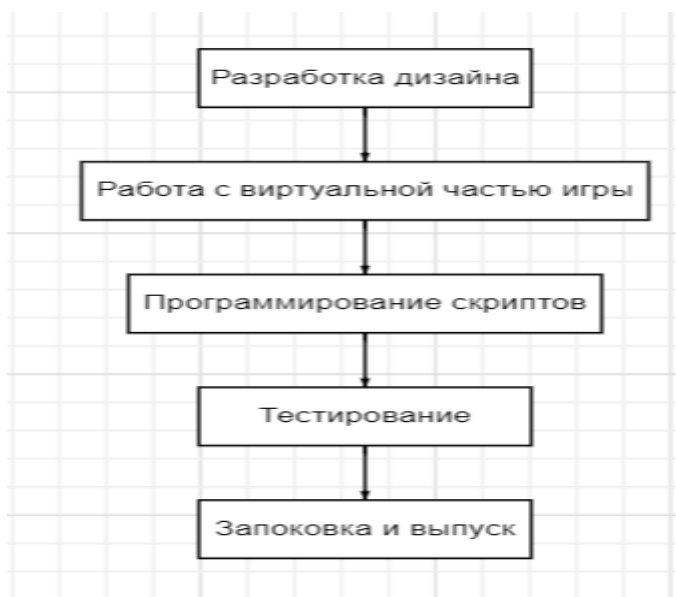 Разработка дизайна
Работа с виртуальной частью игры
Программирование скриптов
Тестирование
Запоковка и выпуск